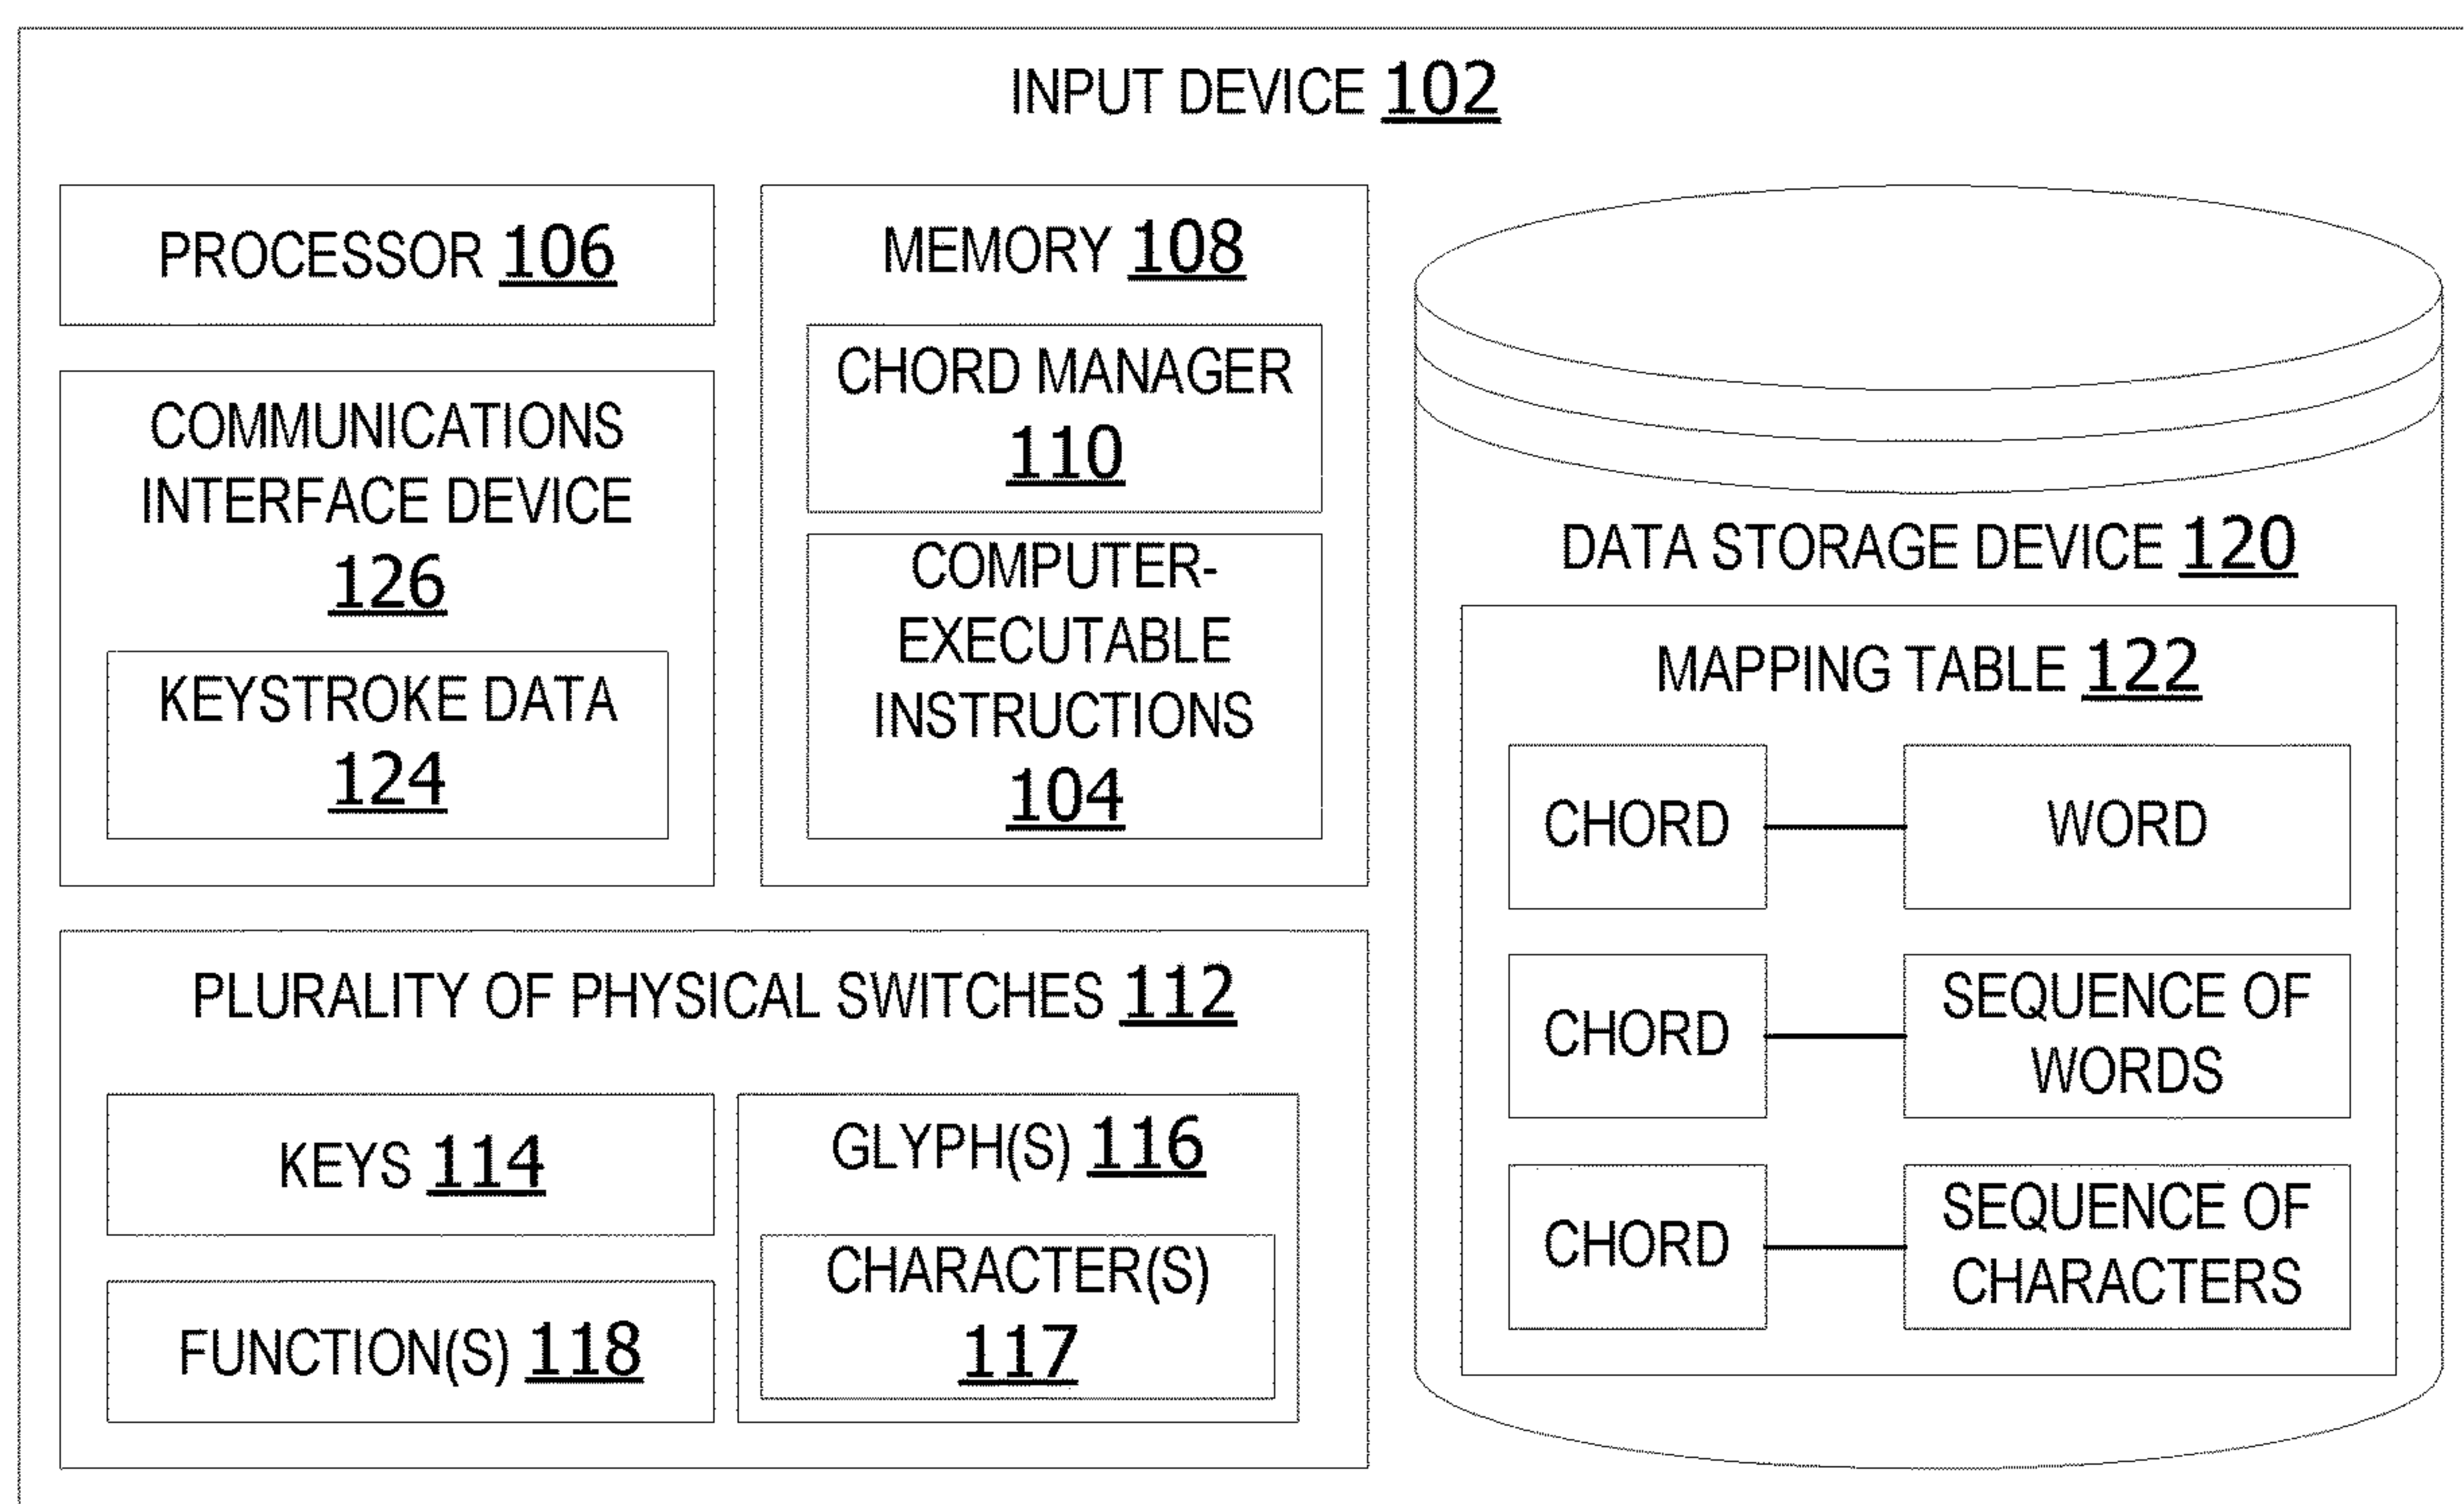 INPUT DEVICE 102
PROCESSOR 106
COMMUNICATIONS
INTERFACE DEVICE
126
KEYSTROKE DATA
124
MEMORY 108
CHORD MANAGER
110
COMPUTER-
EXECUTABLE
INSTRUCTIONS
104
PLURALITY OF PHYSICAL SWITCHES 112
KEYS 114
FUNCTION(S) 118
GLYPH(S) 116
CHARACTER(S)
117
DATA STORAGE DEVICE 120
MAPPING TABLE 122
CHORD
WORD
CHORD
SEQUENCE OF
WORDS
CHORD
SEQUENCE OF
CHARACTERS